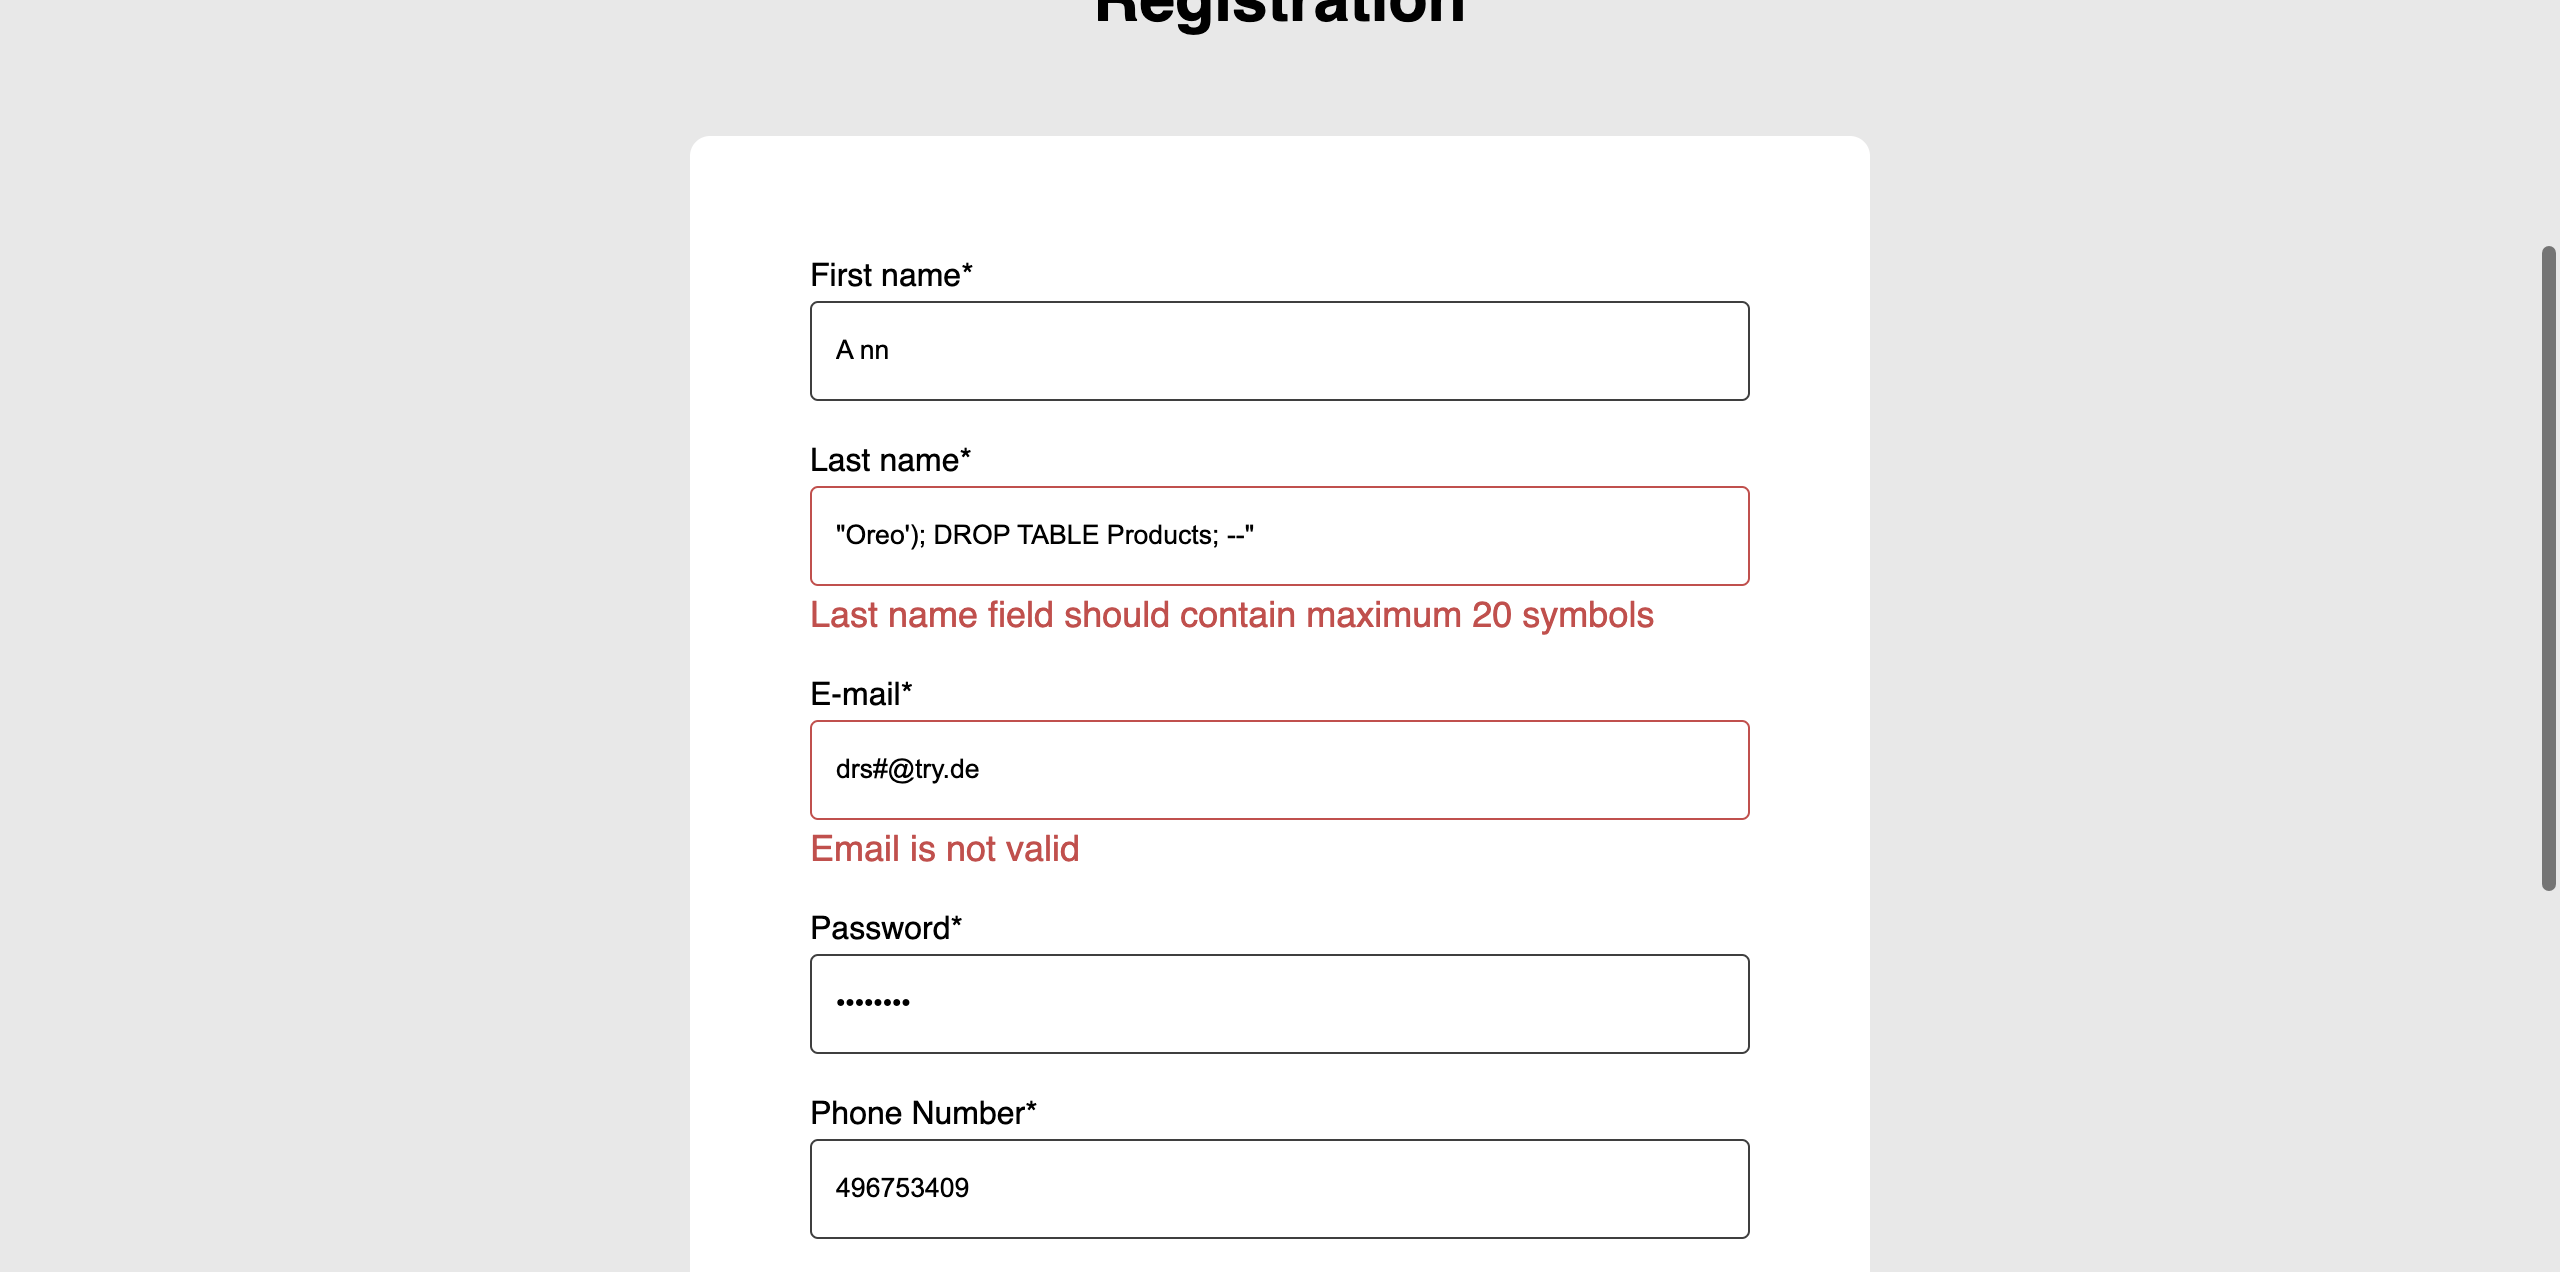 Registration
First name*
A nn
Last name*
"Oreo'); DROP TABLE Products; --"
Last name field should contain maximum 20 symbols
E-mail*
drs#@try.de
Email is not valid
Password*
••••••••
Phone Number*
496753409